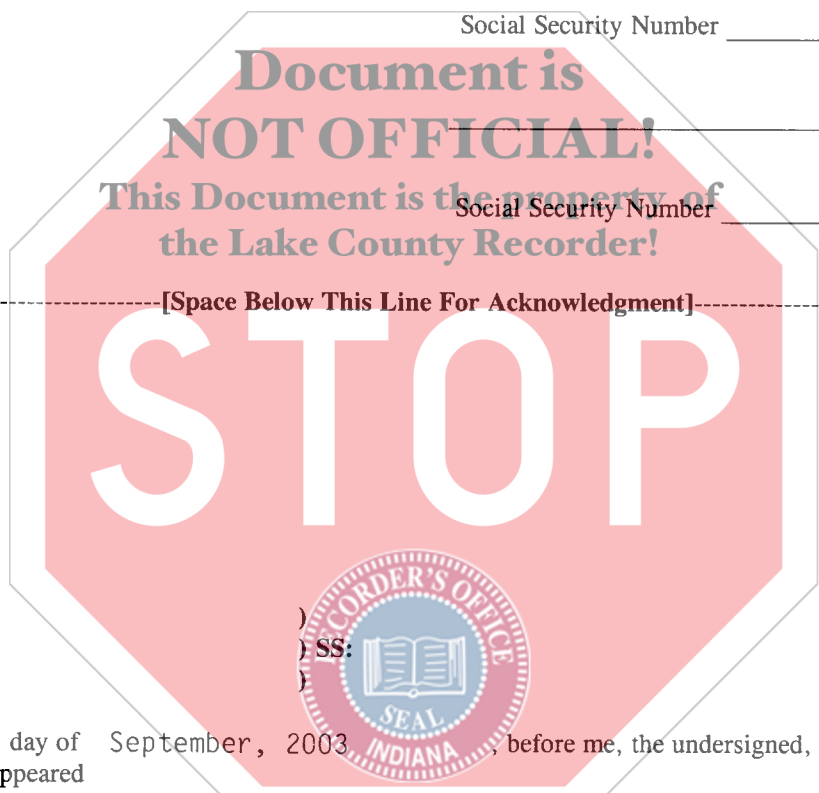 Social Security Number
Document is
NOT OFFICIAL!
This Document is the property of
Social Security Number
the Lake County Recorder!
[Space Below This Line For Acknowledgment]
STOP
RECORDER'S OFFICE
)
) SS:
)
SEAL
INDIANA
day of September, 2003 , before me, the undersigned,
ppeared